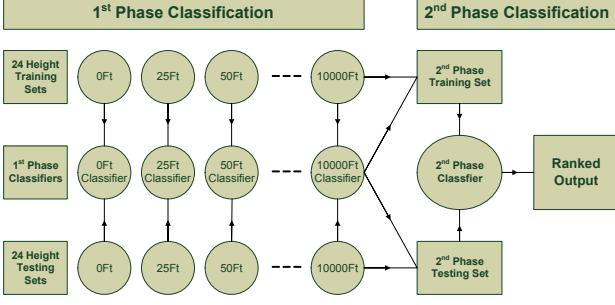 1st Phase Classification
2nd Phase Classification
24 Height
Training
Sets
0Ft
25Ft
50Ft
10000Ft
2nd Phase
Training Set
1st Phase
Classifiers
0Ft
Classifier
25Ft
Classifier
50Ft
Classifier
10000Ft
Classifier
2nd Phase
Classfier
Ranked
Output
24 Height
Testing
Sets
0Ft
25Ft
50Ft
10000Ft
2nd Phase
Testing Set